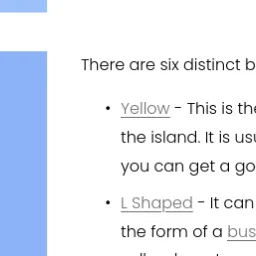 There are six distinct b
• Yellow - This is the
the island. It is us
you can get a go
• L Shaped - It can
the form of a bus